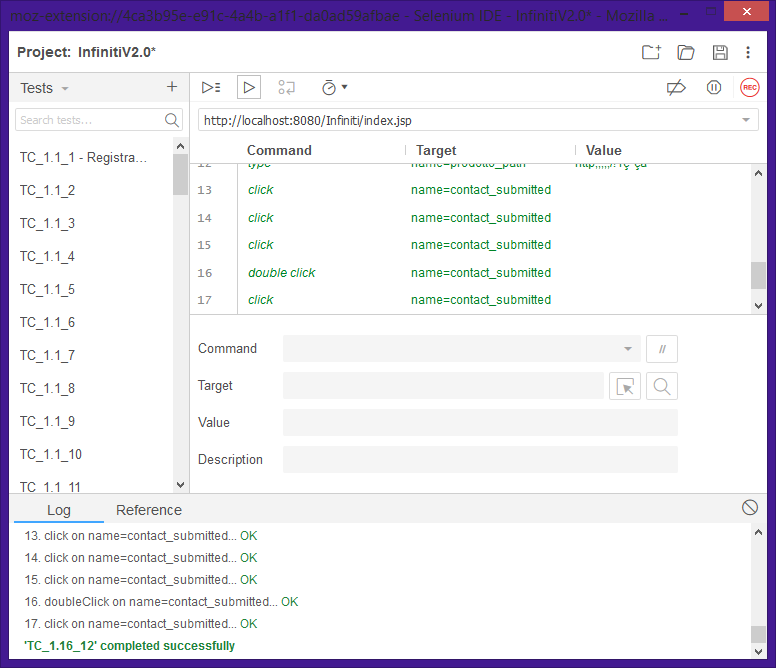 moz-extension://4ca3b95e-e91c-4a4b-a1f1-da0ad59afbae - Selenium IDE - InfinitiV2.0* - Mozilla ...
Project: InfinitiV2.0*
Tests
Search tests...
http://localhost:8080/Infiniti/index.jsp
REC
Command Target Value
12 type name=prodotto_path
13 click name=contact_submitted
14 click name=contact_submitted
15 click name=contact_submitted
16 double click name=contact_submitted
17 click name=contact_submitted
TC_1.1_1 - Registra...
TC_1.1_2
TC_1.1_3
TC_1.1_4
TC_1.1_5
TC_1.1_6
TC_1.1_7
TC_1.1_8
TC_1.1_9
TC_1.1_10
TC_1.1_11
Command
//
Target
Value
Description
Log Reference
13. click on name=contact_submitted... OK
14. click on name=contact_submitted... OK
15. click on name=contact_submitted... OK
16. doubleClick on name=contact_submitted... OK
17. click on name=contact_submitted... OK
'TC_1.16_12' completed successfully